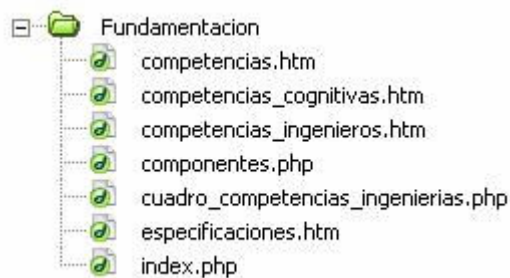 Fundamentacion
competencias.htm
competencias_cognitivas.htm
competencias_ingenieros.htm
componentes.php
cuadro_competencias_ingenierias.php
especificaciones.htm
index.php